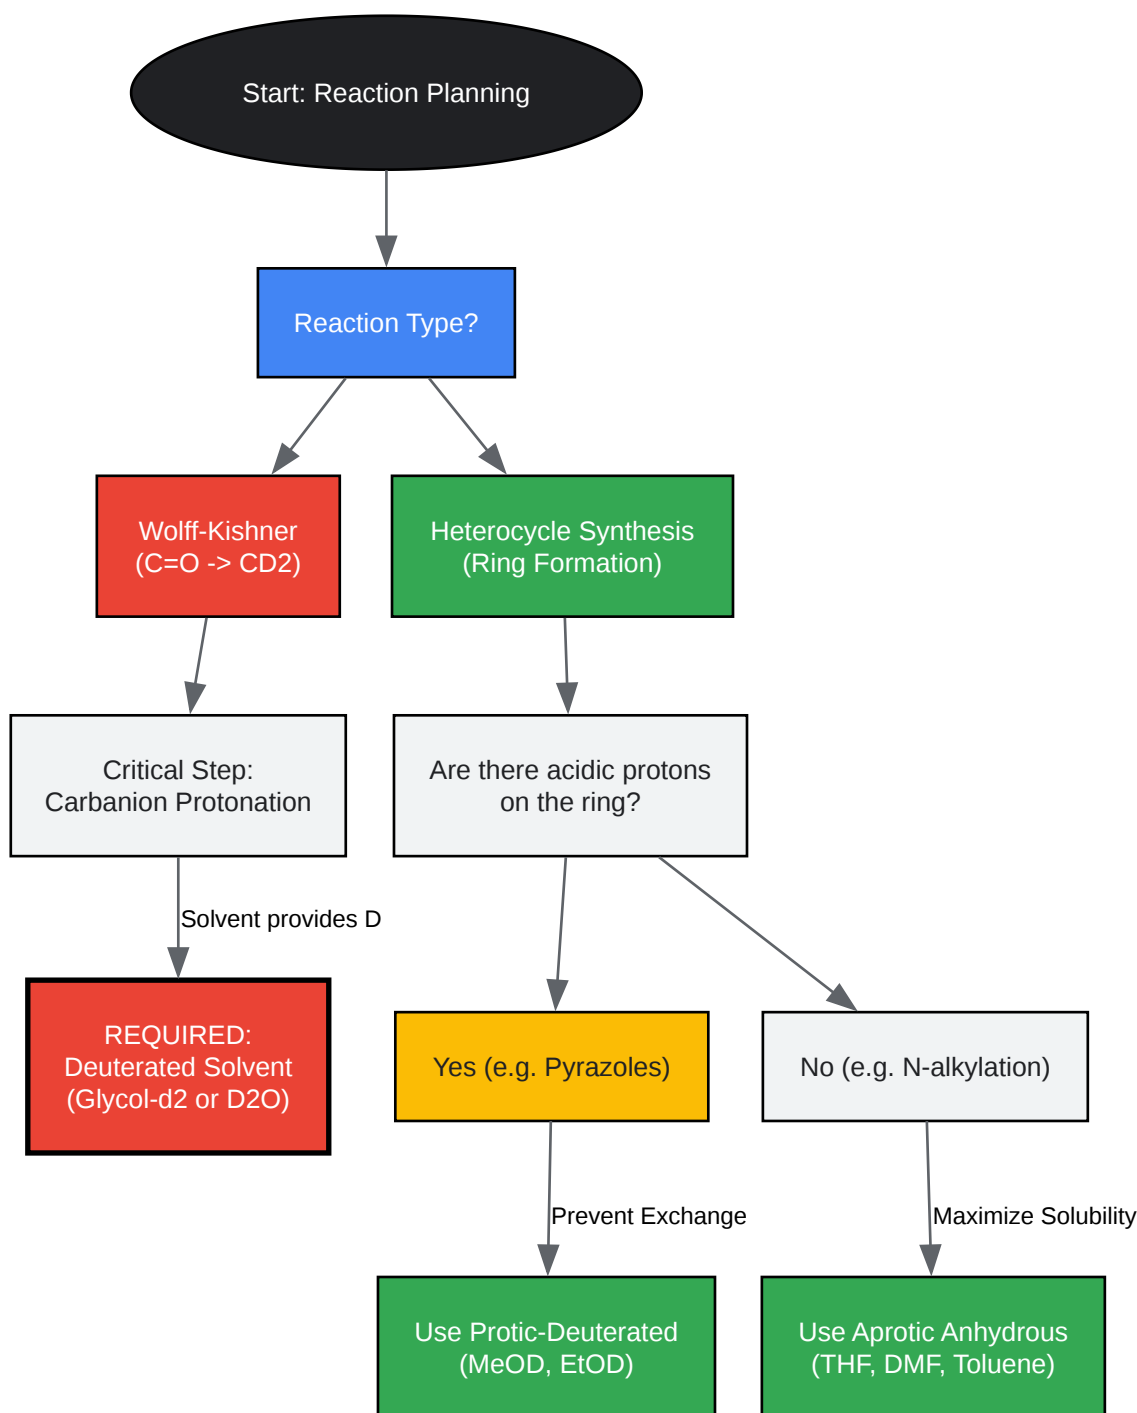 Start: Reaction Planning
Reaction Type?
Wolff-Kishner
(C=O -> CD2)
Heterocycle Synthesis
(Ring Formation)
Critical Step:
Carbanion Protonation
Are there acidic protons
on the ring?
Solvent provides D
REQUIRED:
Deuterated Solvent
(Glycol-d2 or D2O)
Yes (e.g. Pyrazoles)
No (e.g. N-alkylation)
Prevent Exchange
Maximize Solubility
Use Protic-Deuterated
(MeOD, EtOD)
Use Aprotic Anhydrous
(THF, DMF, Toluene)